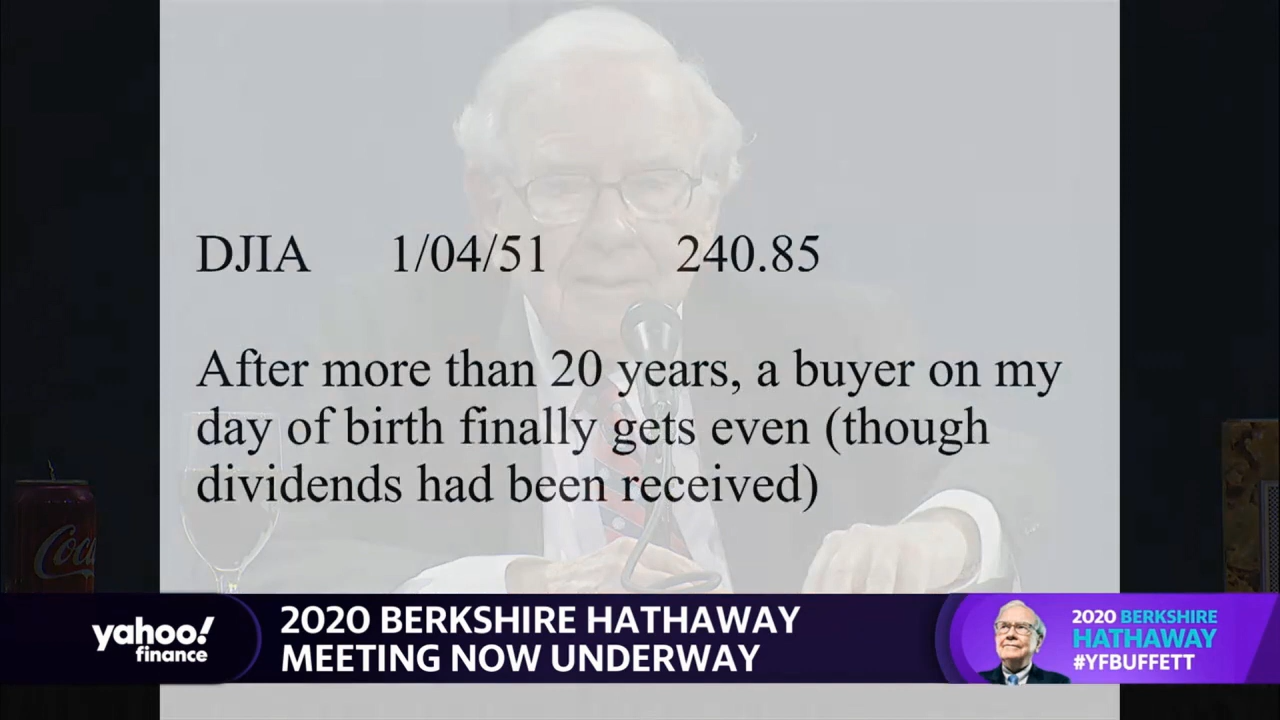 DJIA 1/04/51 240.85
After more than 20 years, a buyer on my
day of birth finally gets even (though
dividends had been received)
Coca
yahoo!
finance
2020 BERKSHIRE HATHAWAY
MEETING NOW UNDERWAY
2020 BERKSHIRE
HATHAWAY
#YFBUFFETT